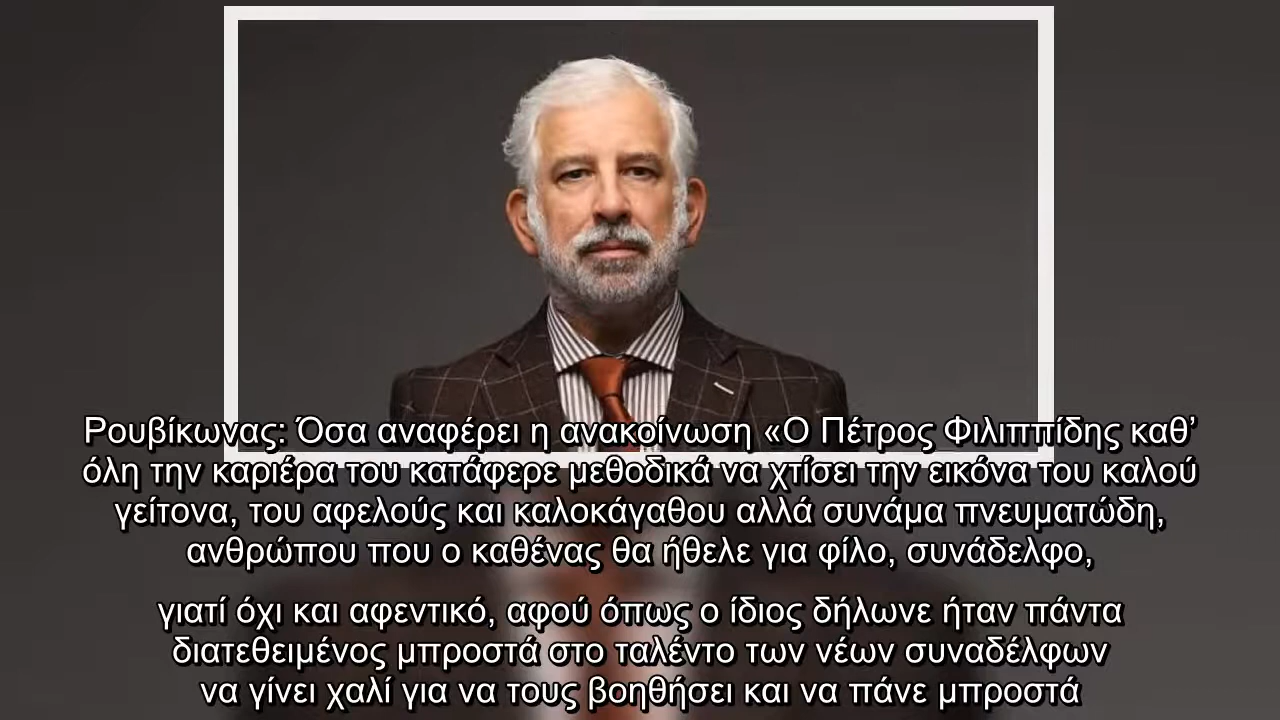 Ρουβίκωνας: Όσα αναφέρει η ανακοίνωση «Ο Πέτρος Φιλιππίδης καθ’
όλη την καριέρα του κατάφερε μεθοδικά να χτίσει την εικόνα του καλού
γείτονα, του αφελούς και καλοκάγαθου αλλά συνάμα πνευματώδη,
ανθρώπου που ο καθένας θα ήθελε για φίλο, συνάδελφο,
γιατί όχι και αφεντικό, αφού όπως ο ίδιος δήλωνε ήταν πάντα
διατεθειμένος μπροστά στο ταλέντο των νέων συναδέλφων
να γίνει χαλί για να τους βοηθήσει και να πάνε μπροστά